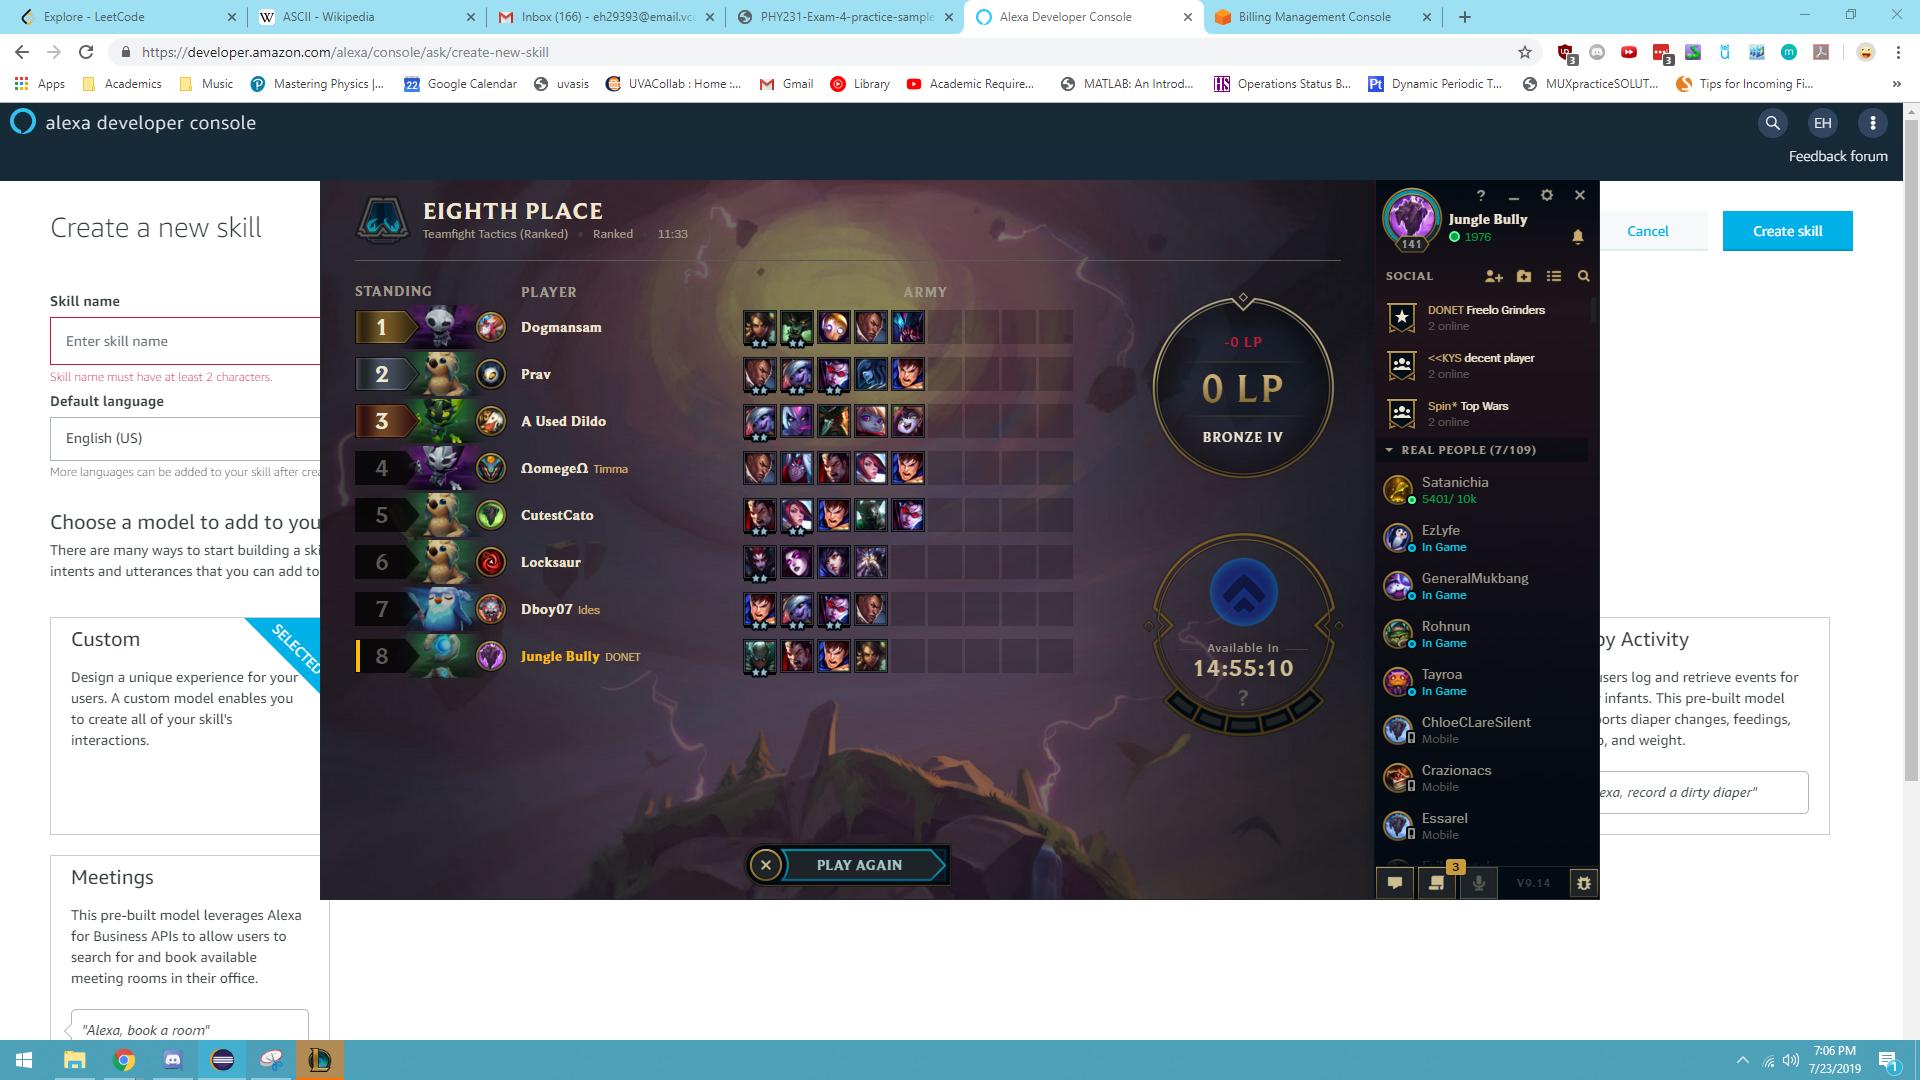 Explore - LeetCode
ASCII - Wikipedia
Inbox (166) - eh29393@email.vcc
PHY231-Exam-4-practice-sample
Alexa Developer Console
Billing Management Console
https://developer.amazon.com/alexa/console/ask/create-new-skill
3
3
Apps
Academics
Music
Mastering Physics |...
22
Google Calendar
uvasis
UVACollab : Home :...
Gmail
Library
Academic Require...
MATLAB: An Introd...
HS
Operations Status B...
Pt
Dynamic Periodic T...
MUXpracticeSOLUT...
Tips for Incoming Fi...
»
alexa developer console
EH
Feedback forum
Create a new skill
Cancel
Create skill
Skill name
Enter skill name
Skill name must have at least 2 characters.
Default language
English (US)
More languages can be added to your skill after crea
Choose a model to add to you
There are many ways to start building a ski
intents and utterances that you can add to
Custom
SELECTED
Design a unique experience for your
users. A custom model enables you
to create all of your skill's
interactions.
Meetings
This pre-built model leverages Alexa
for Business APIs to allow users to
search for and book available
meeting rooms in their office.
"Alexa, book a room"
EIGHTH PLACE
Teamfight Tactics (Ranked) • Ranked • 11:33
STANDING PLAYER ARMY
1 Dogmansam
2 Prav
3 A Used Dildo
4 ΩomegeΩ Timma
5 CutestCato
6 Locksaur
7 Dboy07 Ides
8 Jungle Bully DONET
-0 LP
0 LP
BRONZE IV
Available In
14:55:10
?
PLAY AGAIN
?
Jungle Bully
1976
141
SOCIAL
DONET Freelo Grinders
2 online
<<KYS decent player
2 online
Spin* Top Wars
2 online
REAL PEOPLE (7/109)
Satanichia
5401/ 10k
EzLyfe
In Game
GeneralMukbang
In Game
Rohnun
In Game
Tayroa
In Game
ChloeCLareSilent
Mobile
Crazionacs
Mobile
Essarel
Mobile
3
V9.14
by Activity
sers log and retrieve events for
infants. This pre-built model
orts diaper changes, feedings,
, and weight.
exa, record a dirty diaper"
7:06 PM
7/23/2019
1